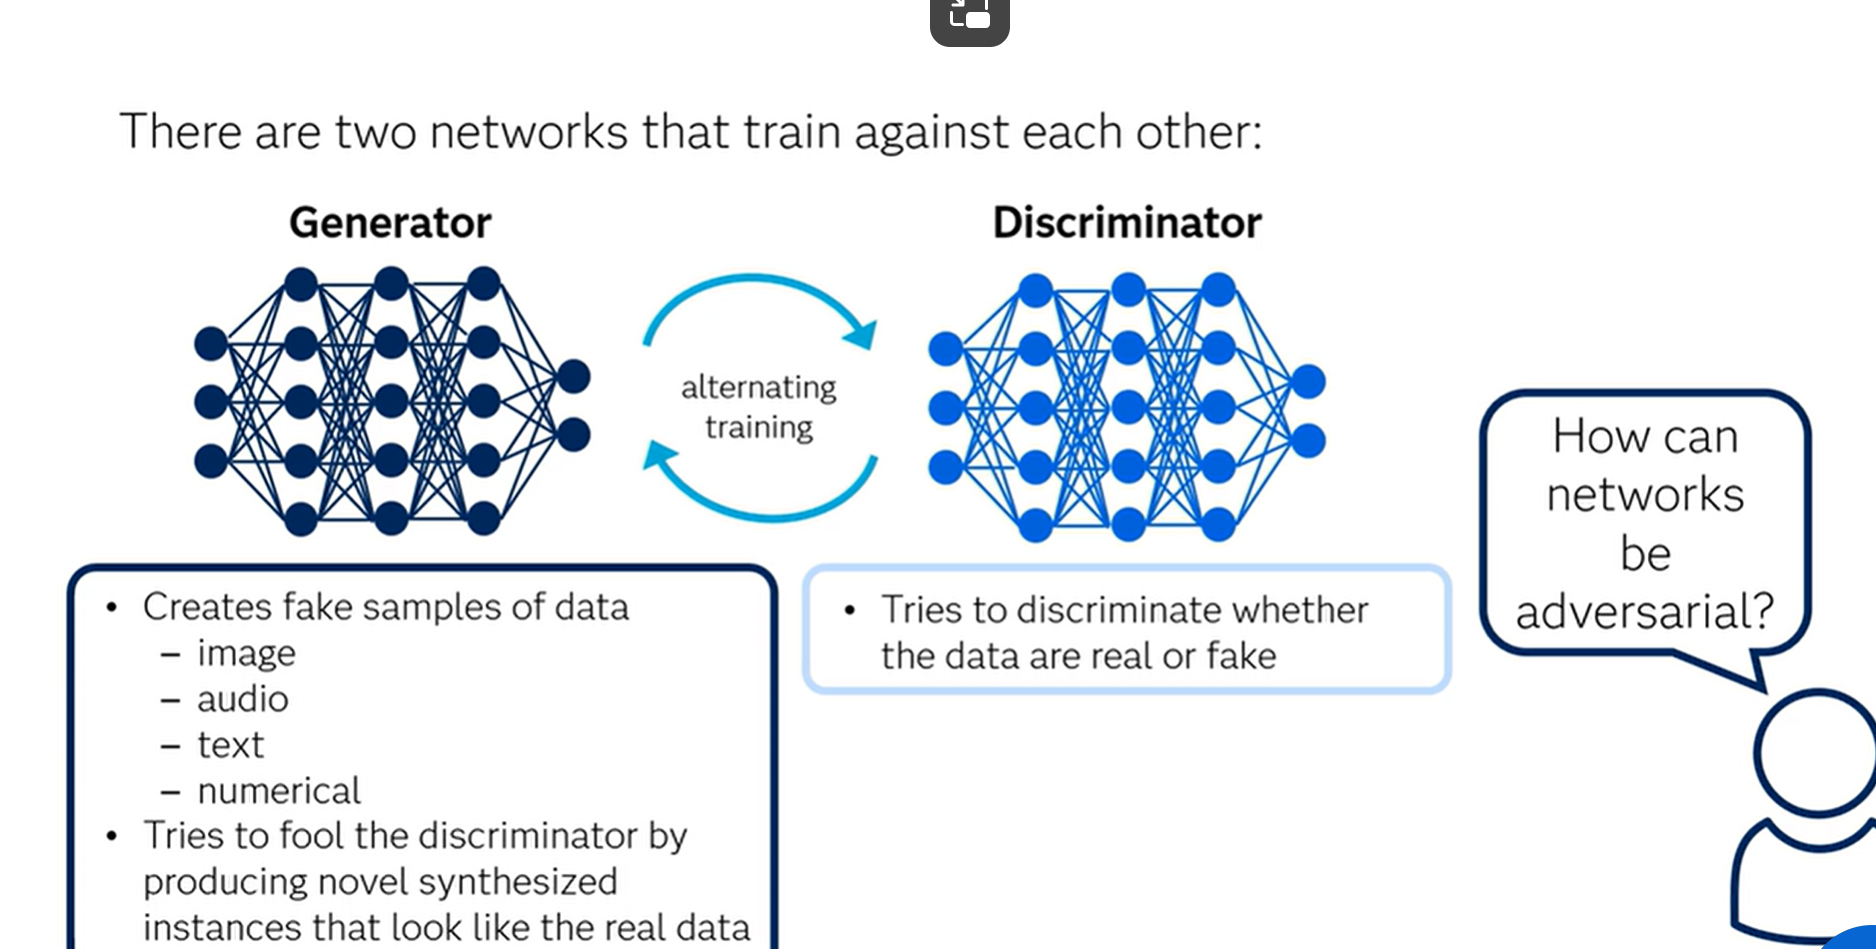 There are two networks that train against each other:
Generator
Discriminator
alternating
training
• Creates fake samples of data
– image
– audio
– text
– numerical
• Tries to fool the discriminator by
producing novel synthesized
instances that look like the real data
• Tries to discriminate whether
the data are real or fake
How can
networks
be
adversarial?